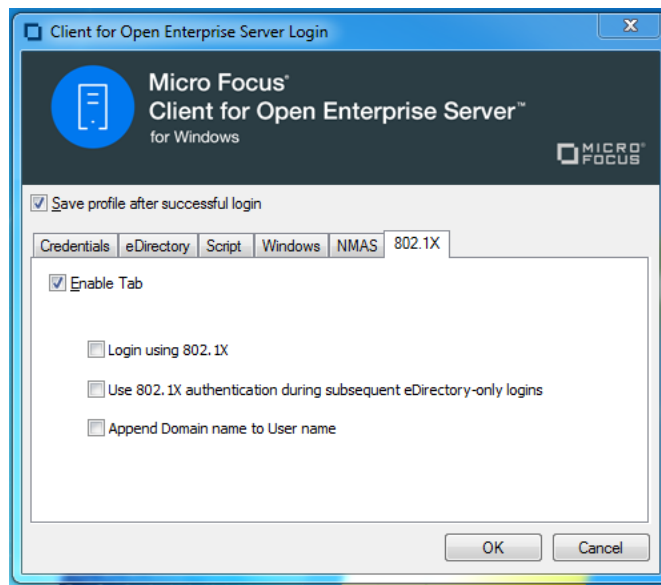 Client for Open Enterprise Server Login
Micro Focus®
Client for Open Enterprise Server™
for Windows
MICRO®
FOCUS
Save profile after successful login
Credentials eDirectory Script Windows NMAS 802.1X
Enable Tab
Login using 802.1X
Use 802.1X authentication during subsequent eDirectory-only logins
Append Domain name to User name
OK Cancel